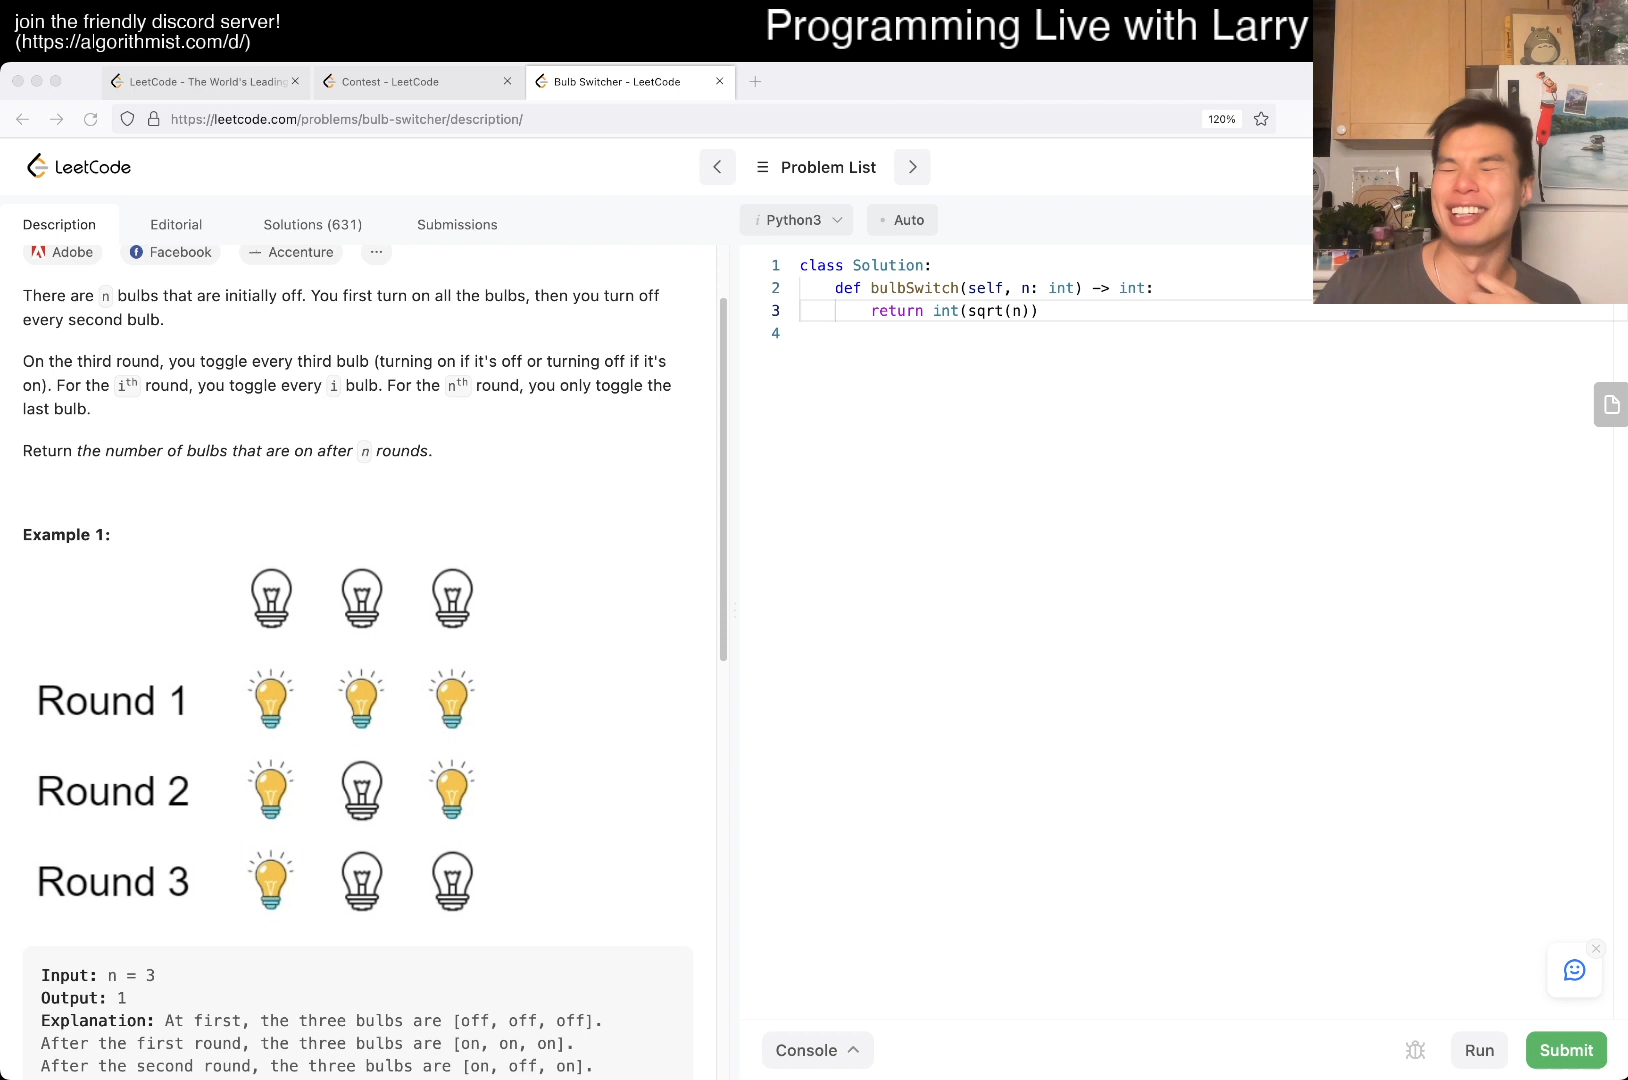 join the friendly discord server!
(https://algorithmist.com/d/)
Programming Live with Larry
LeetCode - The World's Leading
Contest - LeetCode
Bulb Switcher - LeetCode
https://leetcode.com/problems/bulb-switcher/description/
120%
LeetCode
Problem List
Description
Editorial
Solutions (631)
Submissions
i Python3
Auto
Adobe
Facebook
Accenture
There are n bulbs that are initially off. You first turn on all the bulbs, then you turn off
every second bulb.
On the third round, you toggle every third bulb (turning on if it's off or turning off if it's
on). For the ith round, you toggle every i bulb. For the nth round, you only toggle the
last bulb.
Return the number of bulbs that are on after n rounds.
Example 1:
Round 1
Round 2
Round 3
Input: n = 3
Output: 1
Explanation: At first, the three bulbs are [off, off, off].
After the first round, the three bulbs are [on, on, on].
After the second round, the three bulbs are [on, off, on].
1 class Solution:
2 def bulbSwitch(self, n: int) -> int:
3 return int(sqrt(n))
4
Console
Run
Submit